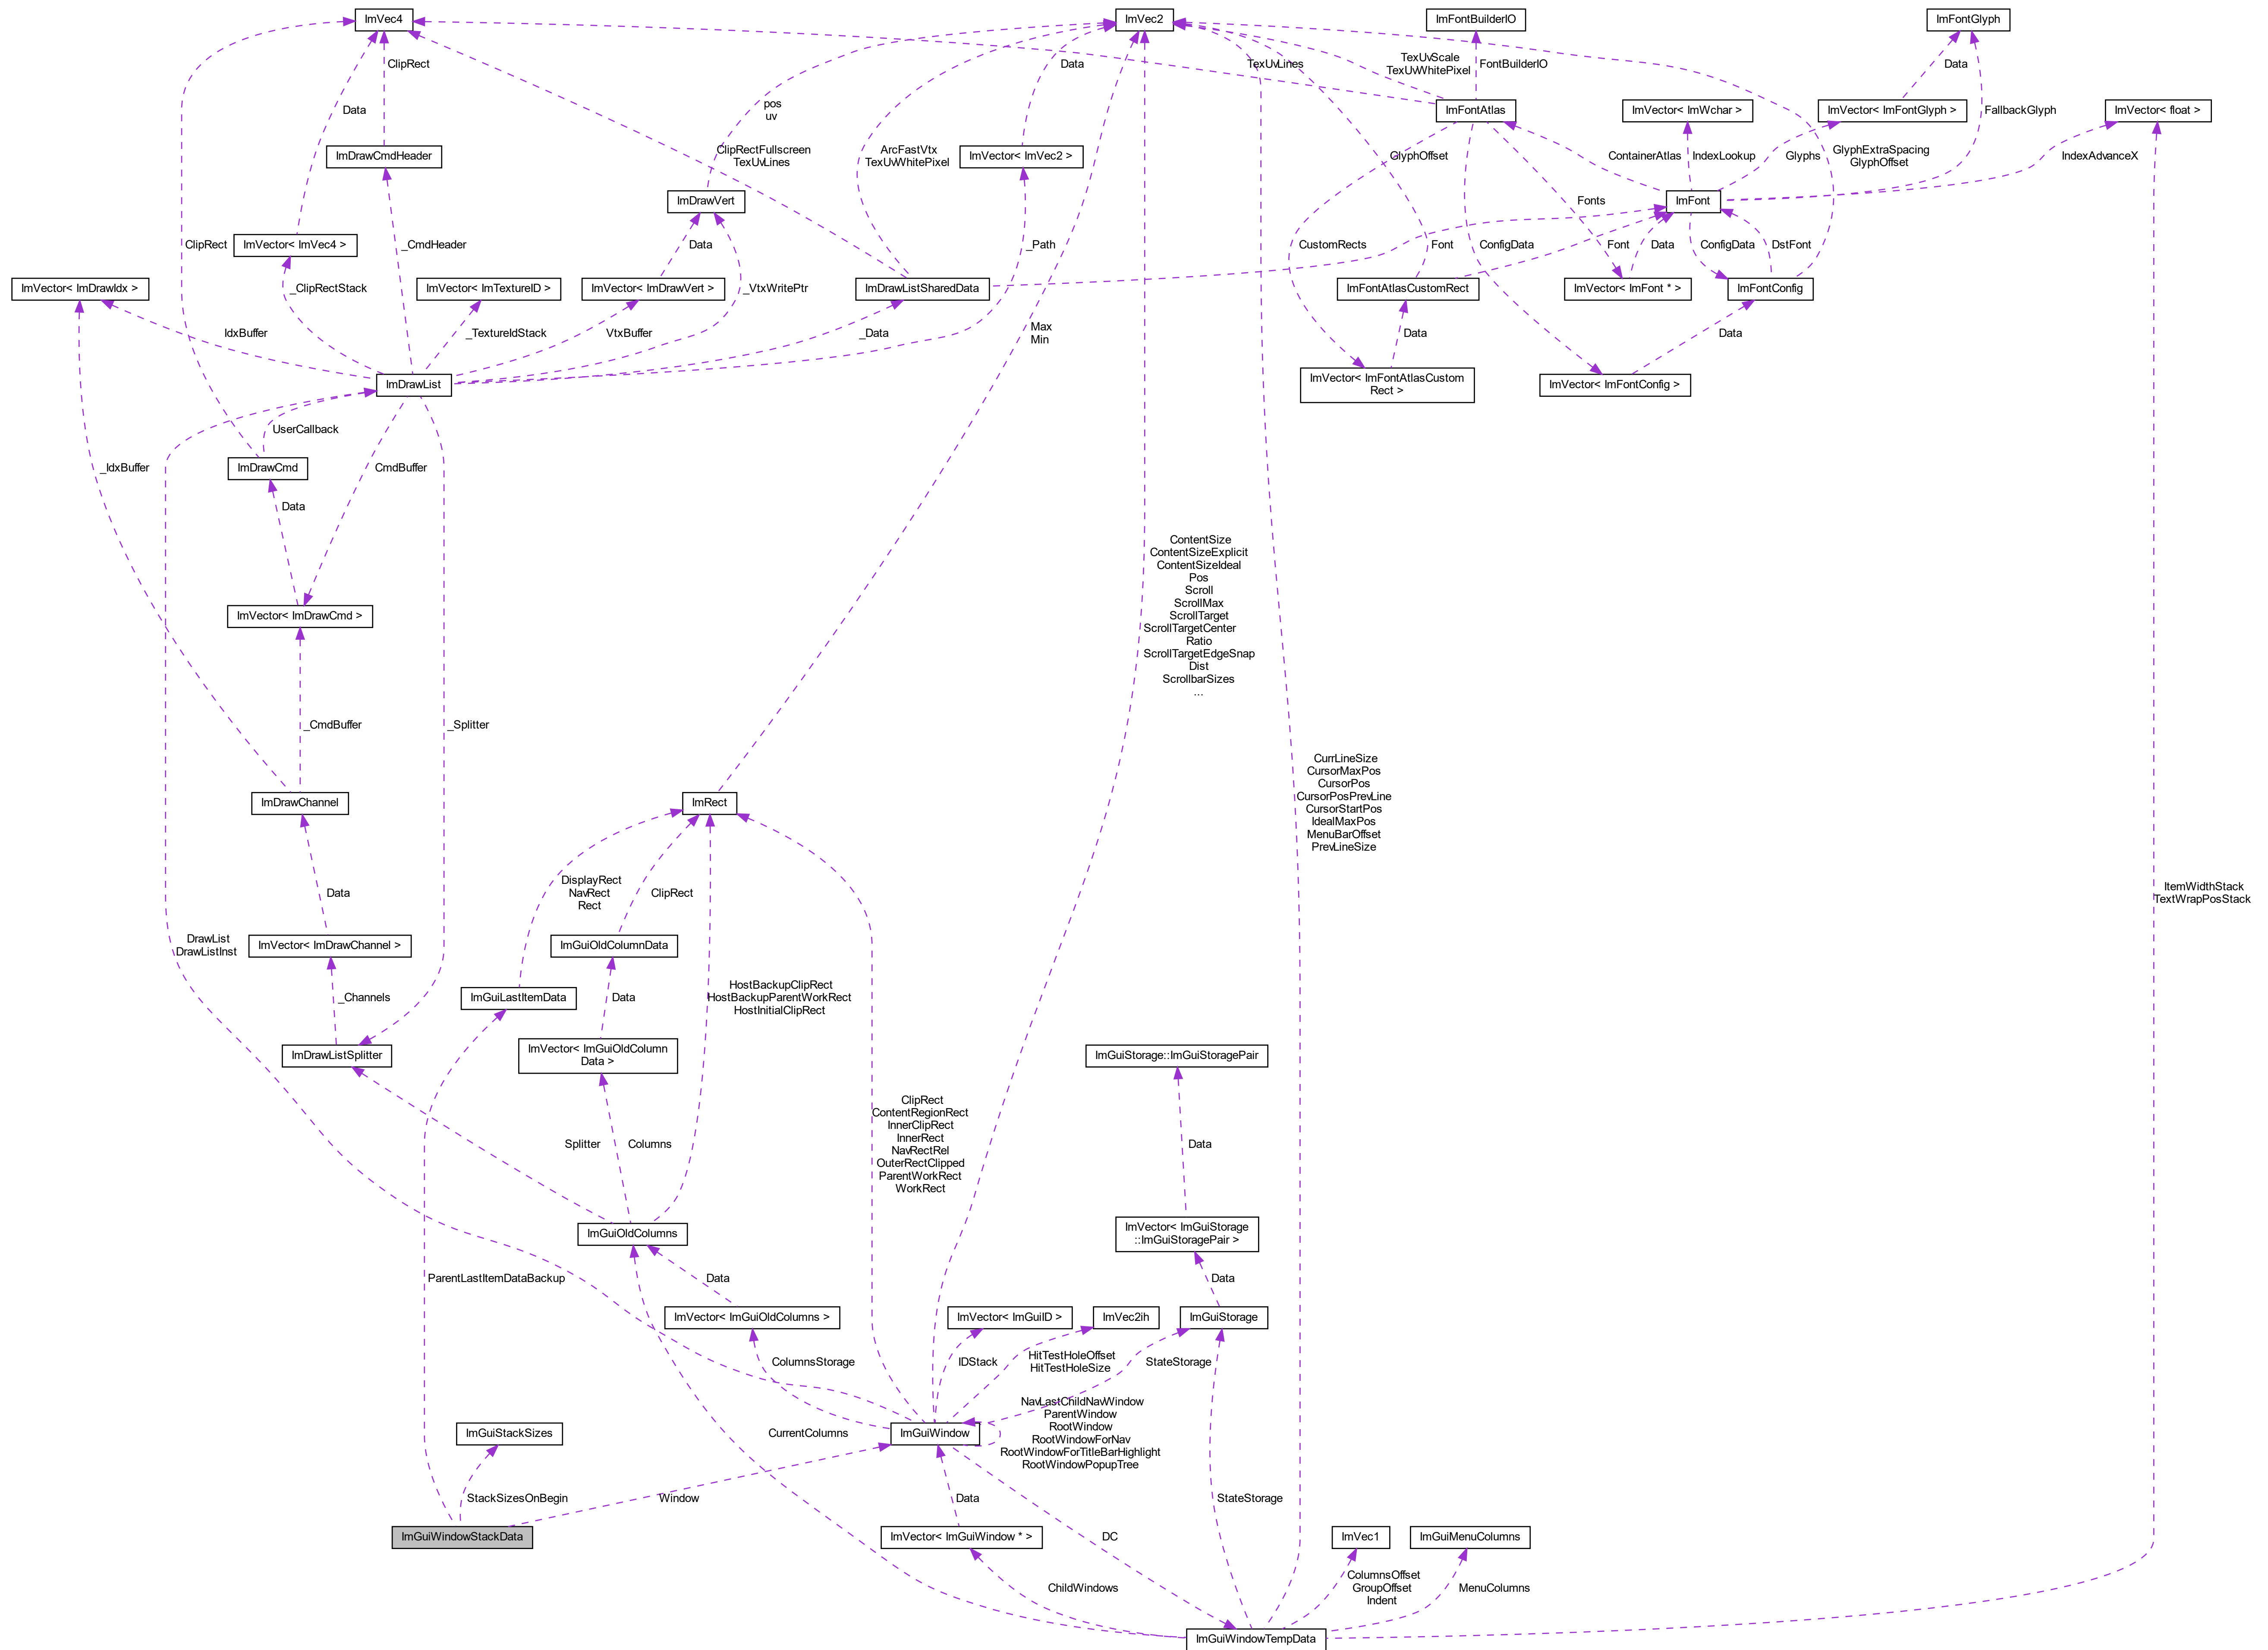 ImVec4
ImVec2
ImFontBuilderIO
ImFontGlyph
ClipRect
Data
TexUvLines
TexUvScale
TexUvWhitePixel
FontBuilderIO
Data
Data
pos
uv
ImFontAtlas
ImVector< ImWchar >
ImVector< ImFontGlyph >
FallbackGlyph
ImVector< float >
ImDrawCmdHeader
ClipRectFullscreen
TexUvLines
ArcFastVtx
TexUvWhitePixel
ImVector< ImVec2 >
GlyphOffset
ContainerAtlas
IndexLookup
Glyphs
GlyphExtraSpacing
GlyphOffset
IndexAdvanceX
ImDrawVert
Fonts
ImFont
ClipRect
ImVector< ImVec4 >
_CmdHeader
Data
_Path
CustomRects
Font
ConfigData
Font
Data
ConfigData
DstFont
ImVector< ImDrawIdx >
_ClipRectStack
ImVector< ImTextureID >
ImVector< ImDrawVert >
_VtxWritePtr
ImDrawListSharedData
ImFontAtlasCustomRect
ImVector< ImFont * >
ImFontConfig
IdxBuffer
_TextureIdStack
VtxBuffer
_Data
Max
Min
Data
Data
ImDrawList
ImVector< ImFontAtlasCustom
Rect >
ImVector< ImFontConfig >
UserCallback
_IdxBuffer
ImDrawCmd
CmdBuffer
Data
ContentSize
ContentSizeExplicit
ContentSizeIdeal
Pos
Scroll
ScrollMax
ScrollTarget
ScrollTargetCenter
Ratio
ScrollTargetEdgeSnap
Dist
ScrollbarSizes
...
ImVector< ImDrawCmd >
_CmdBuffer
_Splitter
CurrLineSize
CursorMaxPos
CursorPos
CursorPosPrevLine
CursorStartPos
IdealMaxPos
MenuBarOffset
PrevLineSize
ImDrawChannel
ImRect
Data
DisplayRect
NavRect
Rect
ClipRect
ItemWidthStack
TextWrapPosStack
DrawList
DrawListInst
ImVector< ImDrawChannel >
ImGuiOldColumnData
_Channels
ImGuiLastItemData
Data
HostBackupClipRect
HostBackupParentWorkRect
HostInitialClipRect
ImDrawListSplitter
ImVector< ImGuiOldColumn
Data >
ImGuiStorage::ImGuiStoragePair
Splitter
Columns
ClipRect
ContentRegionRect
InnerClipRect
InnerRect
NavRectRel
OuterRectClipped
ParentWorkRect
WorkRect
Data
ImGuiOldColumns
ImVector< ImGuiStorage
::ImGuiStoragePair >
ParentLastItemDataBackup
Data
Data
ImVector< ImGuiOldColumns >
ImVector< ImGuiID >
ImVec2ih
ImGuiStorage
ColumnsStorage
IDStack
HitTestHoleOffset
HitTestHoleSize
StateStorage
ImGuiStackSizes
CurrentColumns
ImGuiWindow
NavLastChildNavWindow
ParentWindow
RootWindow
RootWindowForNav
RootWindowForTitleBarHighlight
RootWindowPopupTree
StackSizesOnBegin
Window
Data
StateStorage
ImGuiWindowStackData
ImVector< ImGuiWindow * >
DC
ImVec1
ImGuiMenuColumns
ChildWindows
ColumnsOffset
GroupOffset
Indent
MenuColumns
ImGuiWindowTempData